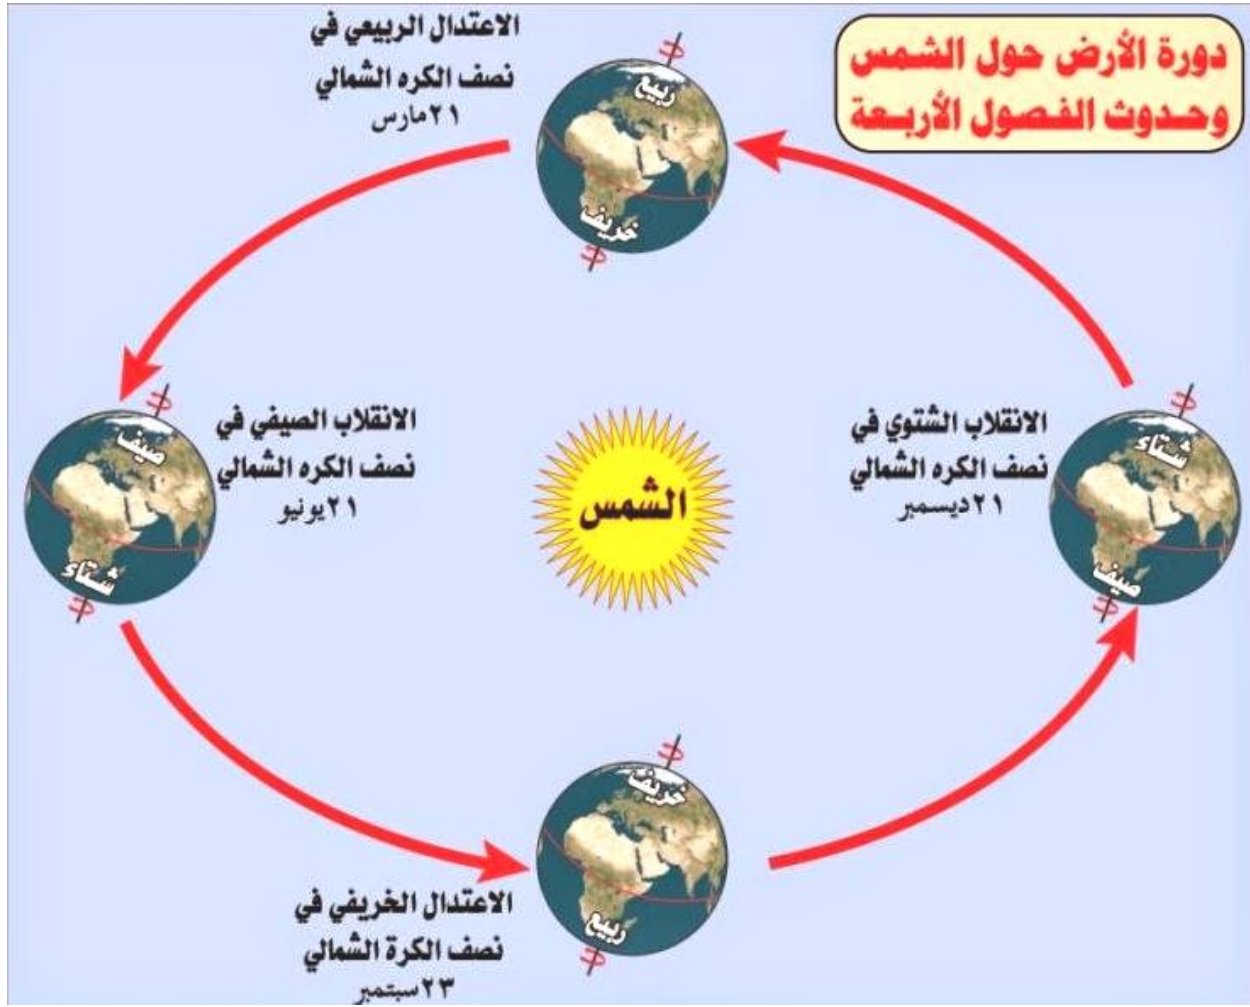 دورة الأرض حول الشمس
وحدوث الفصول الأربعة
الاعتدال الربيعي في
نصف الكره الشمالي
٢١مارس
ربيع
خريف
الانقلاب الشتوي في
نصف الكره الشمالي
٢١ديسمبر
شتاء
صيف
الشمس
الانقلاب الصيفي في
نصف الكره الشمالي
٢١يونيو
صيف
شتاء
خريف
ربيع
الاعتدال الخريفي في
نصف الكرة الشمالي
٢٣سبتمبر